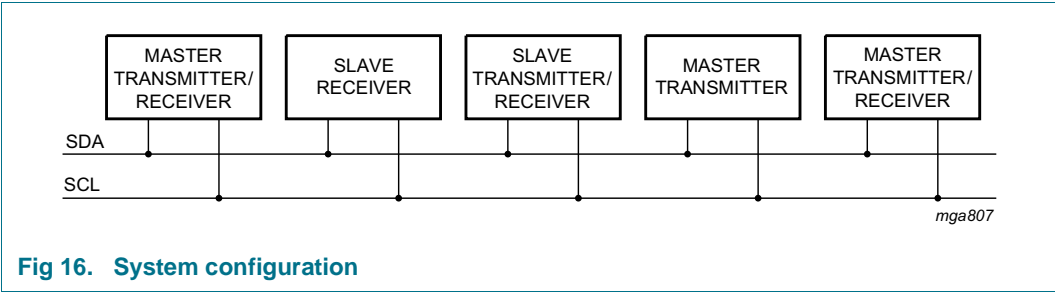 MASTER
TRANSMITTER/
RECEIVER
SLAVE
RECEIVER
SLAVE
TRANSMITTER/
RECEIVER
MASTER
TRANSMITTER
MASTER
TRANSMITTER/
RECEIVER
SDA
SCL
mga807
Fig 16. System configuration